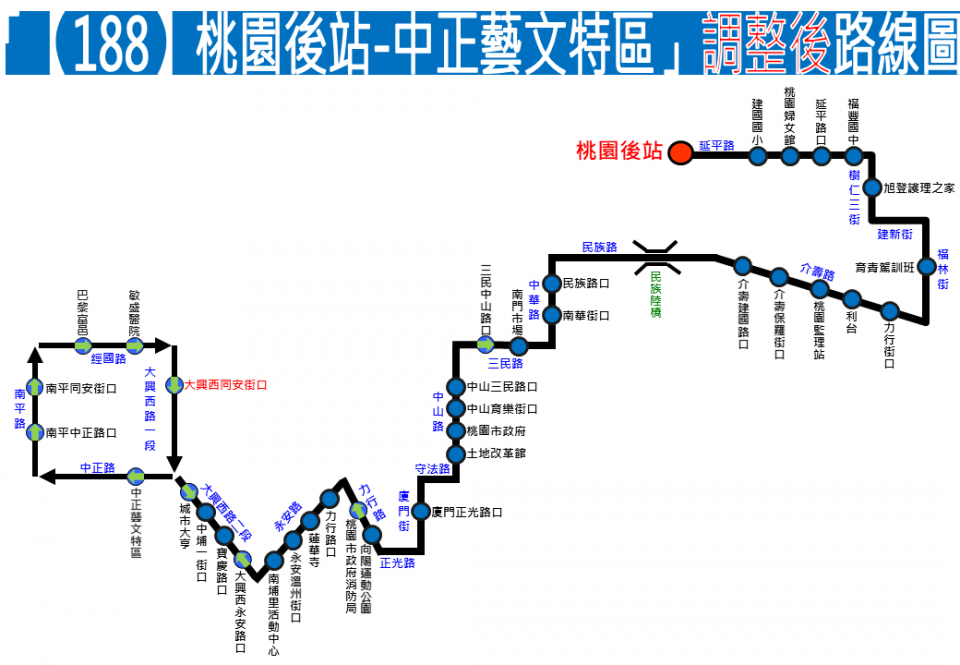 「(188)桃園後站-中正藝文特區」調整後路線圖
桃園後站
延平路
建國國小
桃園婦女館
延平路口
福豐國中
樹仁三街
旭登護理之家
建新街
福林街
育青駕訓班
力行街口
利台
桃園監理站
介壽路
介壽保羅街口
介壽建國路口
民族陸橋
民族路
中華路
民族路口
南華街口
南門市場
三民中山路口
三民路
中山三民路口
中山育樂街口
中山路
桃園市政府
土地改革館
守法路
廈門街
廈門正光路口
正光路
力行路
向陽運動公園
桃園市政府消防局
力行路口
蓮華寺
永安路
永安溫州街口
南埔里活動中心
大興西永安路口
寶慶路口
中埔一街口
城市大亨
大興西路二段
中正藝文特區
中正路
南平中正路口
南平路
南平同安街口
巴黎富邑
經國路
敏盛醫院
大興西路一段
大興西同安街口